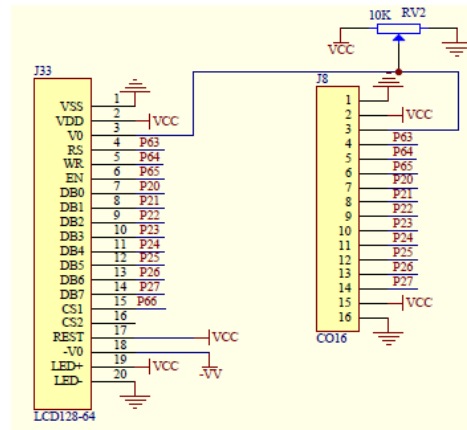 10K RV2
VCC
J33
VSS 1
VDD 2 VCC
V0 3
RS 4 P63
WR 5 P64
EN 6 P65
DB0 7 P20
DB1 8 P21
DB2 9 P22
DB3 10 P23
DB4 11 P24
DB5 12 P25
DB6 13 P26
DB7 14 P27
CS1 15 P66
CS2 16
REST 17 VCC
-V0 18 -VV
LED+ 19 VCC
LED- 20
LCD128-64
J8
1
2 VCC
3
4 P63
5 P64
6 P65
7 P20
8 P21
9 P22
10 P23
11 P24
12 P25
13 P26
14 P27
15 VCC
16
CO16